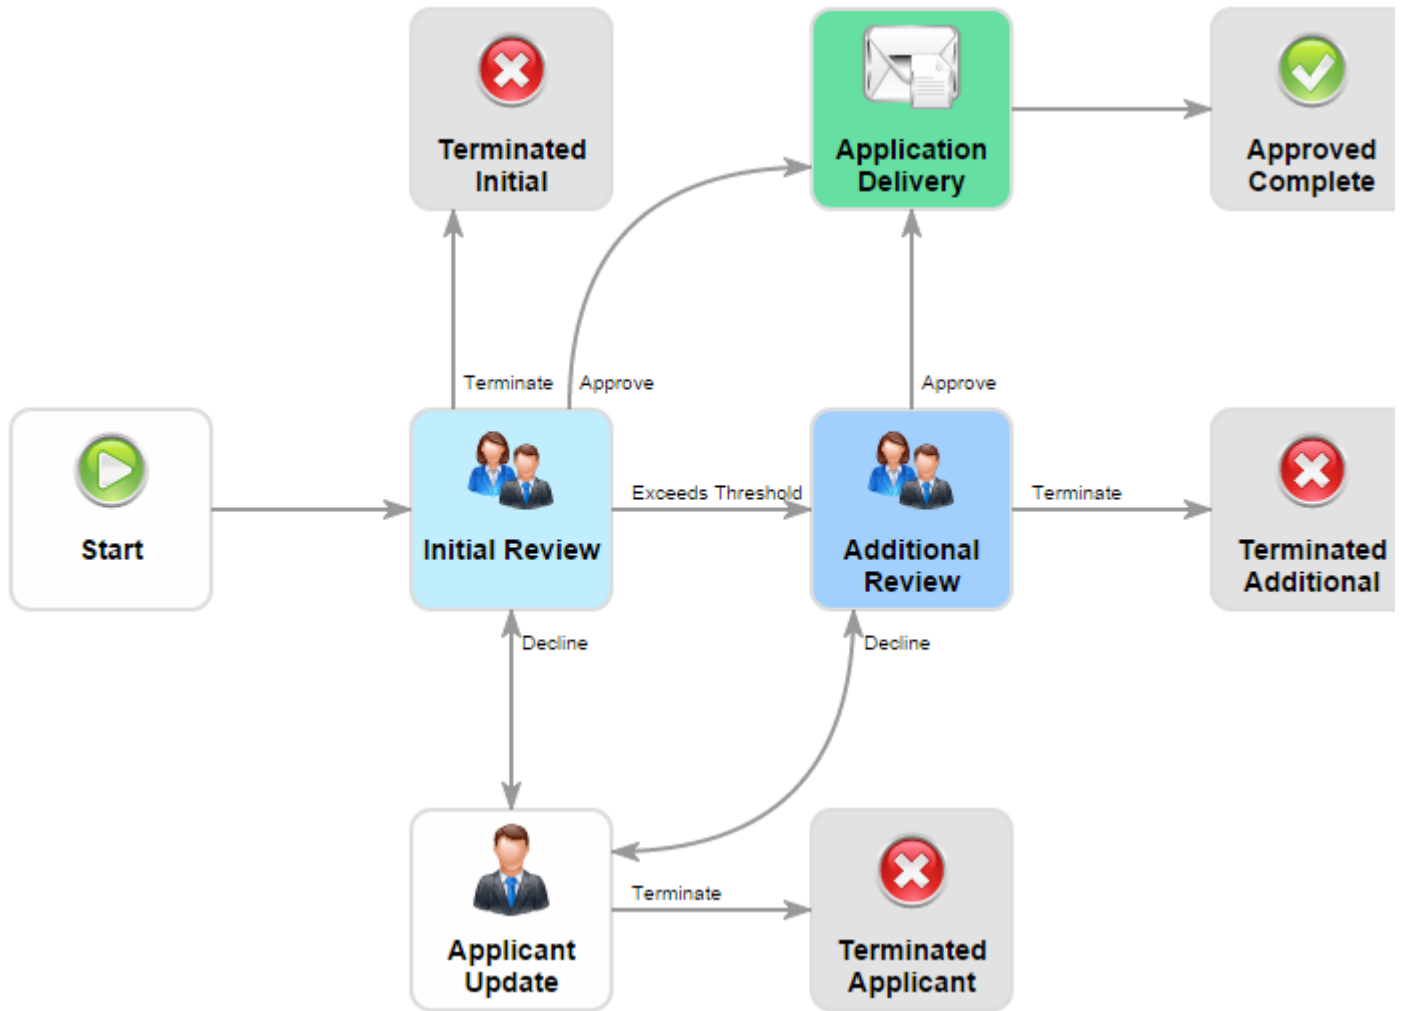 Terminated
Initial
Application
Delivery
Approved
Complete
Terminate
Approve
Approve
Start
Initial Review
Exceeds Threshold
Additional
Review
Terminate
Terminated
Additional
Decline
Decline
Applicant
Update
Terminate
Terminated
Applicant